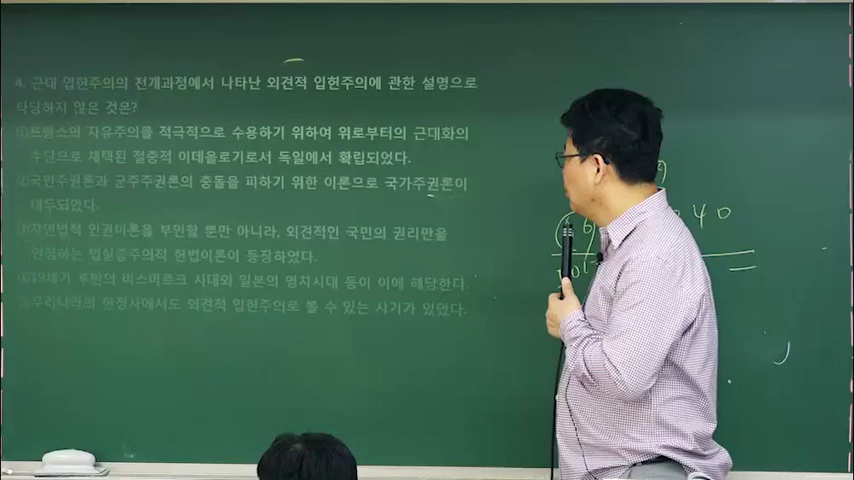 4. 근대 입헌주의의 전개과정에서 나타난 외견적 입헌주의에 관한 설명으로
타당하지 않은 것은?
①프랑스의 자유주의를 적극적으로 수용하기 위하여 위로부터의 근대화의
수단으로 채택된 절충적 이데올로기로서 독일에서 확립되었다.
②국민주권론과 군주주권론의 충돌을 피하기 위한 이론으로 국가주권론이
대두되었다.
③자연법적 인권이론을 부인할 뿐만 아니라, 외견적인 국민의 권리만을
인정하는 법실증주의적 헌법이론이 등장하였다.
④19세기 후반의 비스마르크 시대와 일본의 명치시대 등이 이에 해당한다.
⑤우리나라의 헌정사에서도 외견적 입헌주의로 볼 수 있는 시기가 있었다.
40